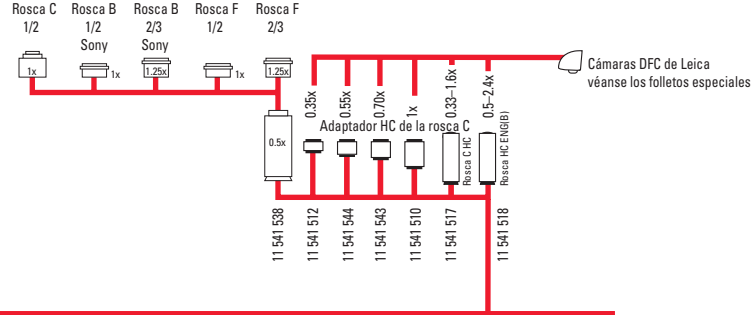 Rosca C
1/2
Rosca B
1/2
Sony
Rosca B
2/3
Sony
Rosca F
1/2
Rosca F
2/3
1x
1x
1.25x
1x
1.25x
Cámaras DFC de Leica
véanse los folletos especiales
0.35x
0.55x
0.70x
1x
0.33–1.6x
0.5–2.4x
Adaptador HC de la rosca C
0.5x
Rosca C HC
Rosca HC ENG(B)
11 541 538
11 541 512
11 541 544
11 541 543
11 541 510
11 541 517
11 541 518